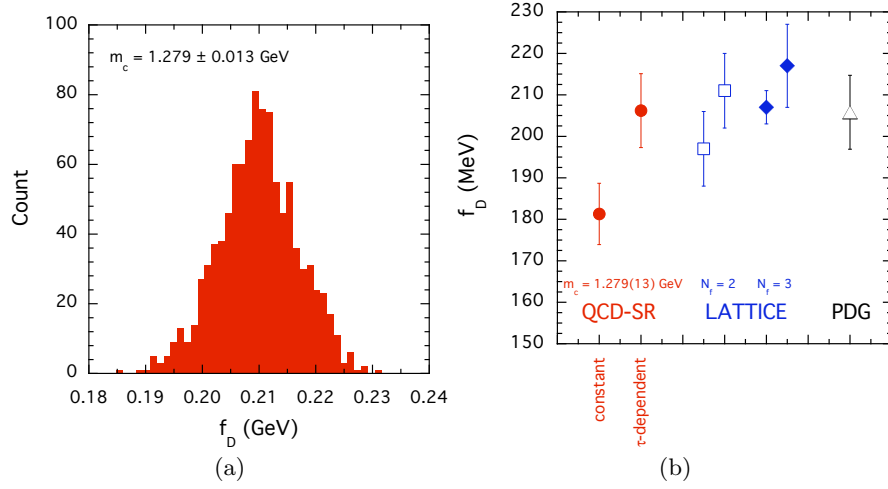 m_c = 1.279 ± 0.013 GeV
100
80
60
40
20
0
Count
0.18 0.19 0.20 0.21 0.22 0.23 0.24
f_D (GeV)
(a)
230
220
210
200
190
180
170
160
150
f_D (MeV)
m_c = 1.279(13) GeV N_f = 2 N_f = 3
QCD-SR LATTICE PDG
constant
τ-dependent
(b)